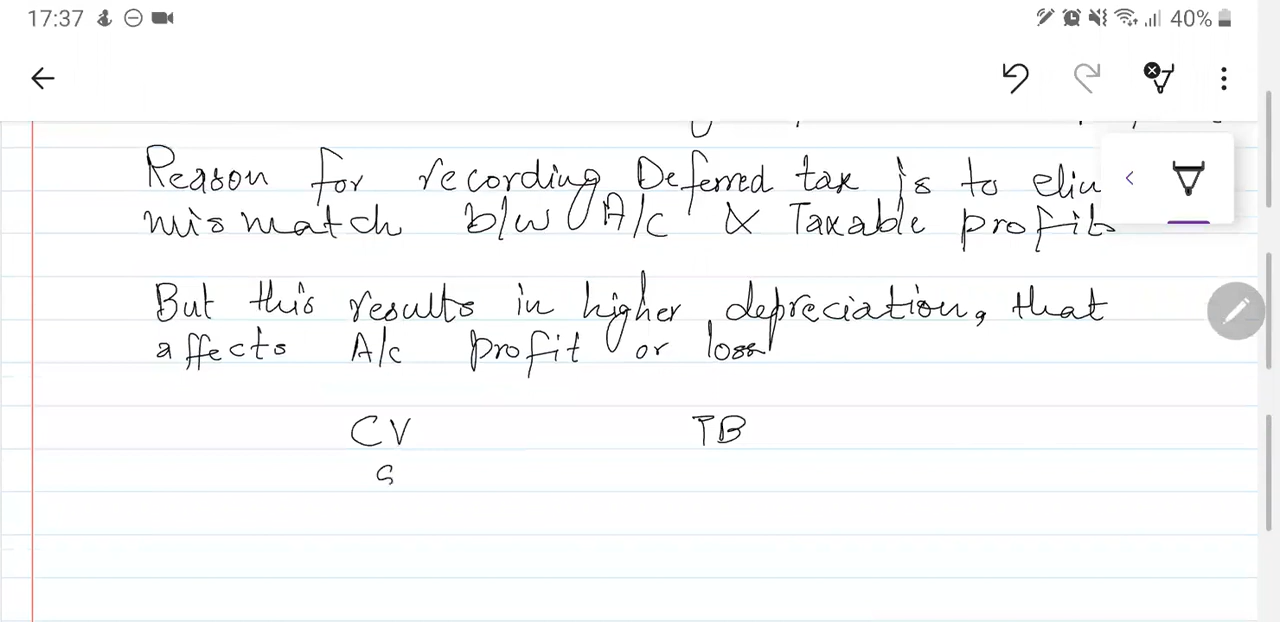 17:37 40%
Reason for recording Deferred tax is to
mismatch b/w A/c & Taxable profit
But this results in higher depreciation, that
affects A/c profit or loss
CV TB